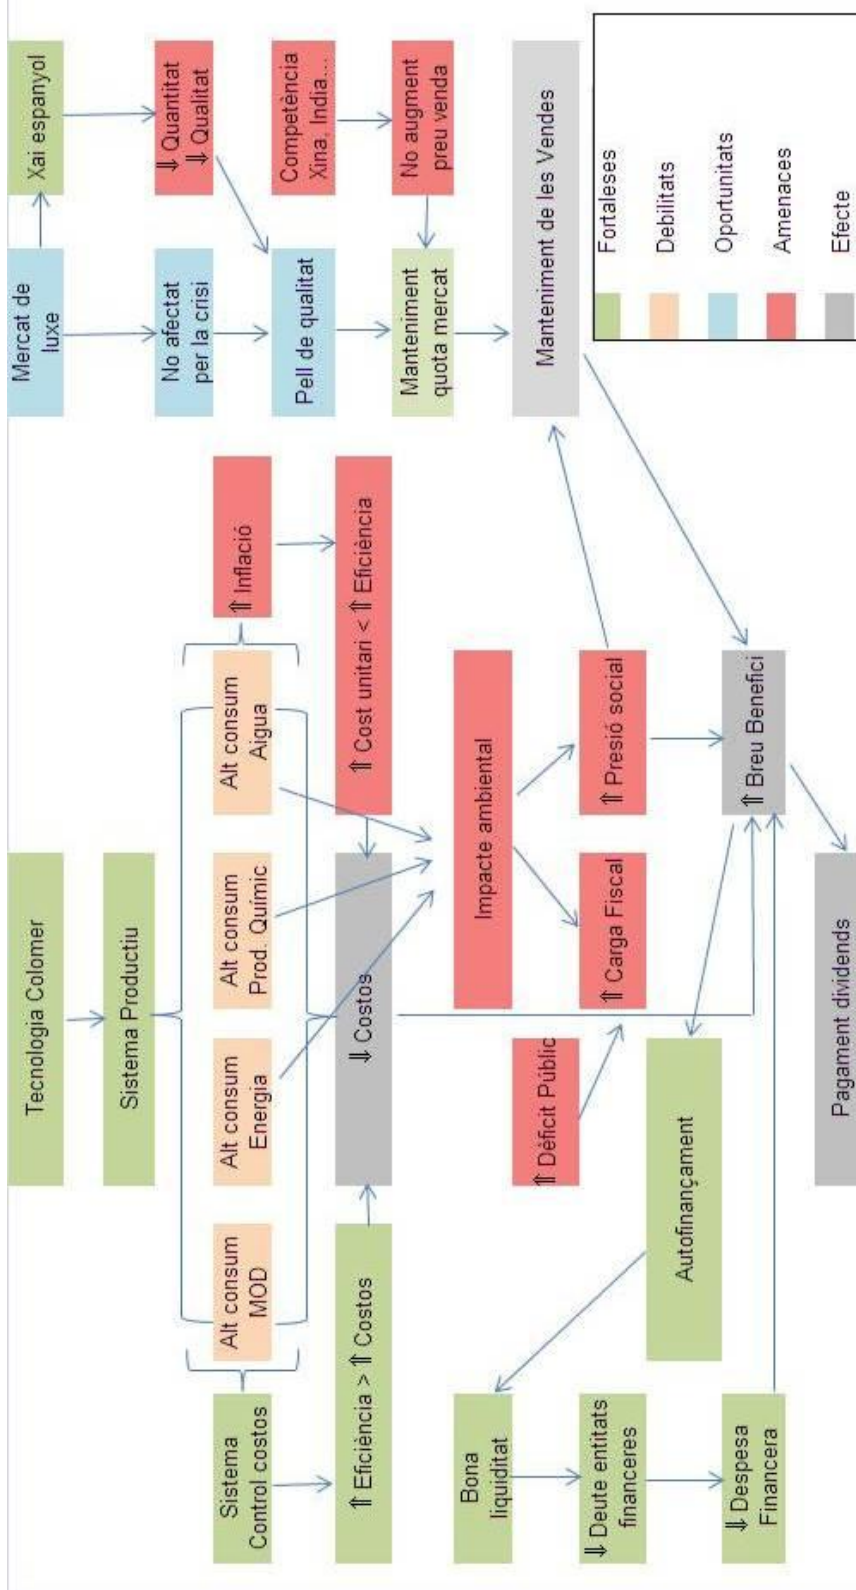 Tecnologia Colomer
Sistema Productiu
Sistema
Control costos
Alt consum
MOD
Alt consum
Energia
Alt consum
Prod. Químic
Alt consum
Aigua
⇑ Inflació
⇑ Eficiència > ⇑ Costos
⇓ Costos
⇑ Cost unitari < ⇑ Eficiència
Bona
liquiditat
Impacte ambiental
⇑ Dèficit Públic
⇓ Deute entitats
financeres
⇑ Carga Fiscal
⇑ Presió social
Autofinançament
⇓ Despesa
Financera
⇑ Breu Benefici
Pagament dividends
Mercat de
luxe
Xai espanyol
No afectat
per la crisi
⇓ Quantitat
⇓ Qualitat
Pell de qualitat
Competència
Xina, India...
Manteniment
quota mercat
No augment
preu venda
Manteniment de les Vendes
Fortaleses
Debilitats
Oportunitats
Amenaces
Efecte